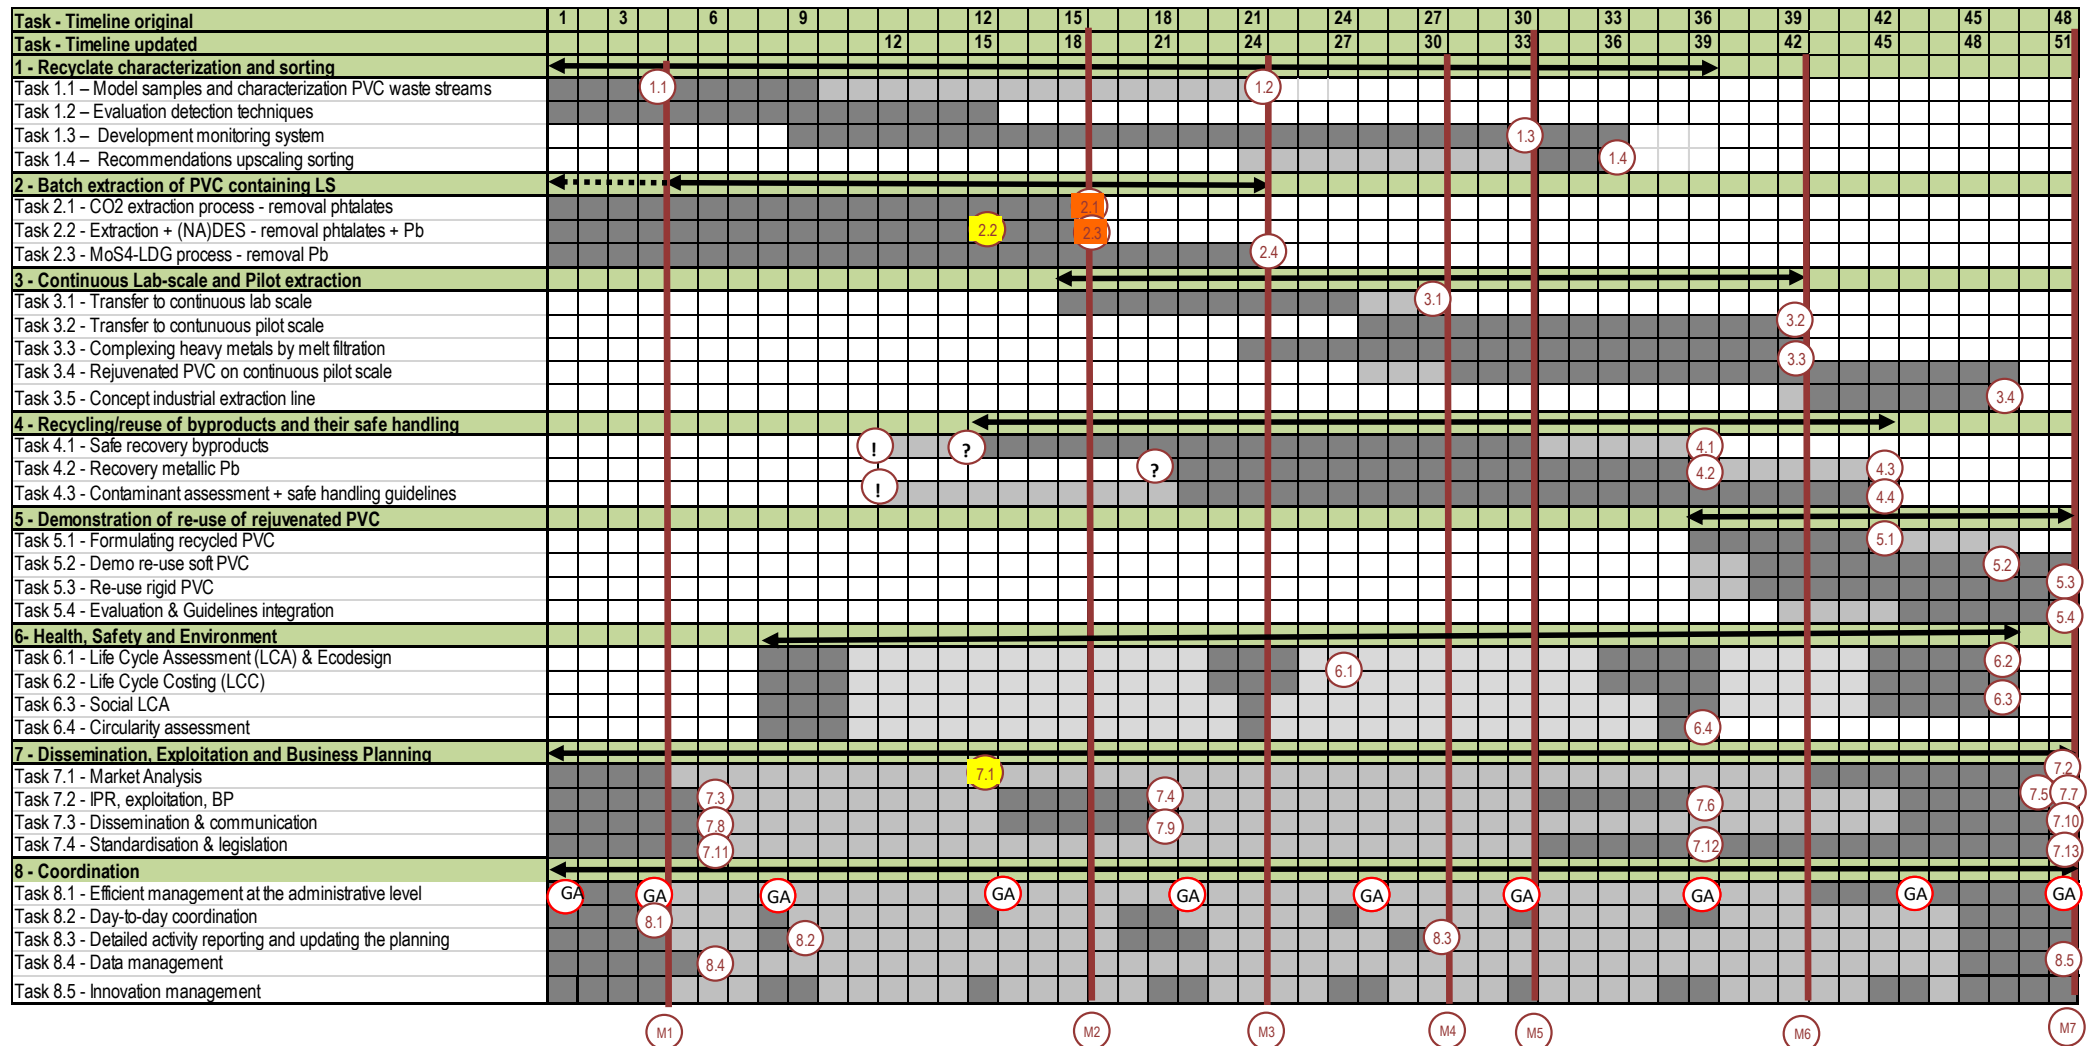 Task - Timeline original 1 3 6 9 12 15 18 21 24 27 30 33 36 39 42 45 48
Task - Timeline updated 12 15 18 21 24 27 30 33 36 39 42 45 48 51
1 - Recyclate characterization and sorting
Task 1.1 – Model samples and characterization PVC waste streams 1.1 1.2
Task 1.2 – Evaluation detection techniques
Task 1.3 – Development monitoring system 1.3
Task 1.4 – Recommendations upscaling sorting 1.4
2 - Batch extraction of PVC containing LS
Task 2.1 - CO2 extraction process - removal phtalates 2.1
Task 2.2 - Extraction + (NA)DES - removal phtalates + Pb 2.2 2.3
Task 2.3 - MoS4-LDG process - removal Pb 2.4
3 - Continuous Lab-scale and Pilot extraction
Task 3.1 - Transfer to continuous lab scale 3.1
Task 3.2 - Transfer to contunuous pilot scale 3.2
Task 3.3 - Complexing heavy metals by melt filtration 3.3
Task 3.4 - Rejuvenated PVC on continuous pilot scale
Task 3.5 - Concept industrial extraction line 3.4
4 - Recycling/reuse of byproducts and their safe handling
Task 4.1 - Safe recovery byproducts ! ? 4.1
Task 4.2 - Recovery metallic Pb ? 4.2 4.3
Task 4.3 - Contaminant assessment + safe handling guidelines ! 4.4
5 - Demonstration of re-use of rejuvenated PVC
Task 5.1 - Formulating recycled PVC 5.1
Task 5.2 - Demo re-use soft PVC 5.2
Task 5.3 - Re-use rigid PVC 5.3
Task 5.4 - Evaluation & Guidelines integration 5.4
6- Health, Safety and Environment
Task 6.1 - Life Cycle Assessment (LCA) & Ecodesign 6.2
Task 6.2 - Life Cycle Costing (LCC) 6.1
Task 6.3 - Social LCA 6.3
Task 6.4 - Circularity assessment 6.4
7 - Dissemination, Exploitation and Business Planning
Task 7.1 - Market Analysis 7.1 7.2
Task 7.2 - IPR, exploitation, BP 7.3 7.4 7.6 7.5 7.7
Task 7.3 - Dissemination & communication 7.8 7.9 7.10
Task 7.4 - Standardisation & legislation 7.11 7.12 7.13
8 - Coordination
Task 8.1 - Efficient management at the administrative level GA GA GA GA GA GA GA GA GA GA
Task 8.2 - Day-to-day coordination 8.1
Task 8.3 - Detailed activity reporting and updating the planning 8.2 8.3
Task 8.4 - Data management 8.4 8.5
Task 8.5 - Innovation management
M1 M2 M3 M4 M5 M6 M7